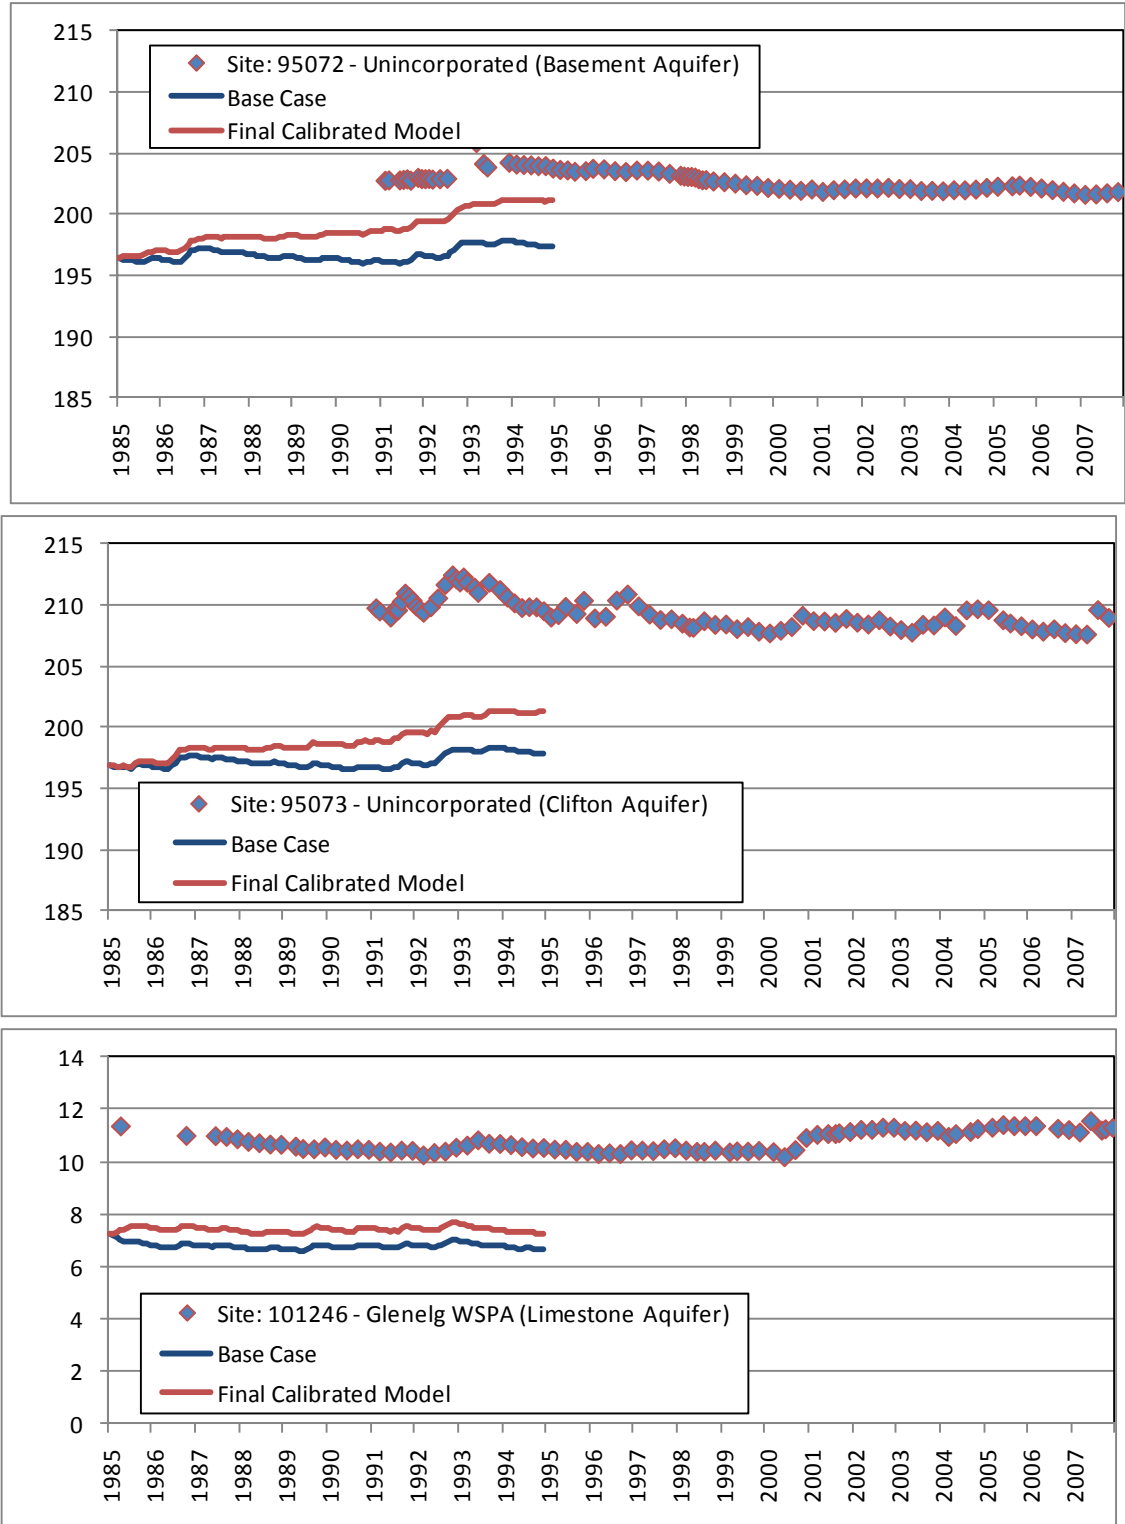 215
210
205
200
195
190
185
Site: 95072 - Unincorporated (Basement Aquifer)
Base Case
Final Calibrated Model
1985 1986 1987 1988 1989 1990 1991 1992 1993 1994 1995 1996 1997 1998 1999 2000 2001 2002 2003 2004 2005 2006 2007
215
210
205
200
195
190
185
Site: 95073 - Unincorporated (Clifton Aquifer)
Base Case
Final Calibrated Model
1985 1986 1987 1988 1989 1990 1991 1992 1993 1994 1995 1996 1997 1998 1999 2000 2001 2002 2003 2004 2005 2006 2007
14
12
10
8
6
4
2
0
Site: 101246 - Glenelg WSPA (Limestone Aquifer)
Base Case
Final Calibrated Model
1985 1986 1987 1988 1989 1990 1991 1992 1993 1994 1995 1996 1997 1998 1999 2000 2001 2002 2003 2004 2005 2006 2007